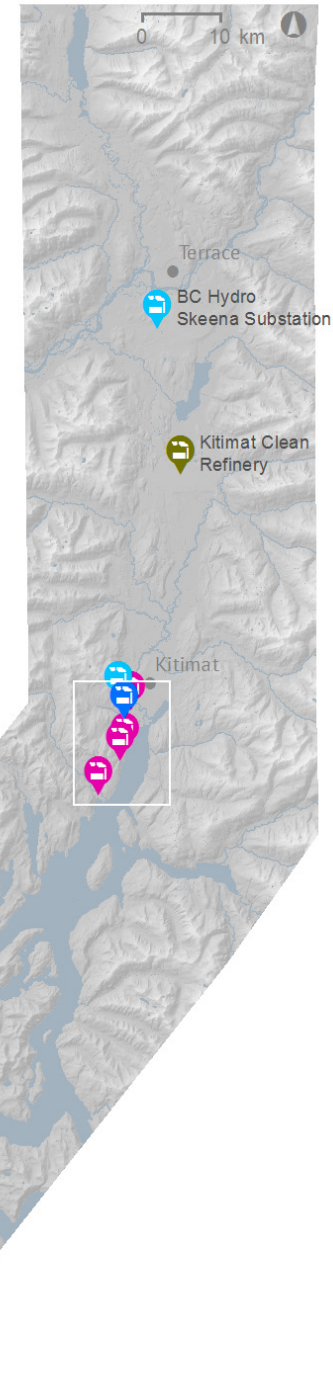 0 10 km
Terrace
BC Hydro
Skeena Substation
Kitimat Clean
Refinery
Kitimat